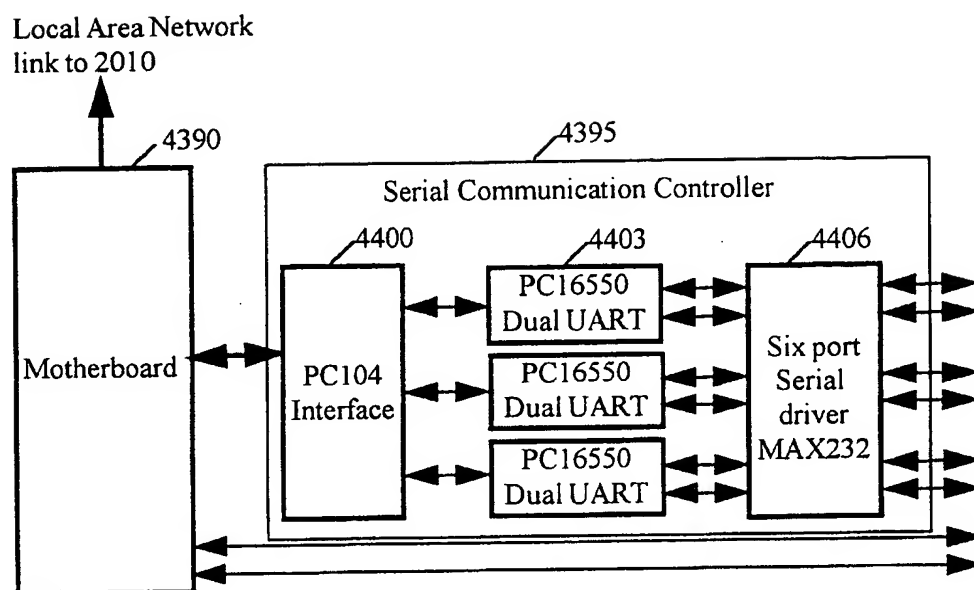 Local Area Network
link to 2010
4390
4395
Serial Communication Controller
4400
4403
4406
Motherboard
PC104
Interface
PC16550
Dual UART
PC16550
Dual UART
PC16550
Dual UART
Six port
Serial
driver
MAX232